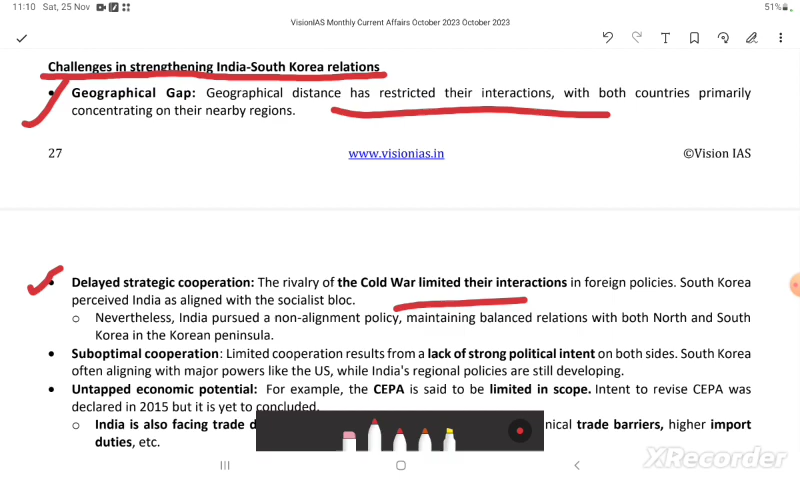 11:10 Sat, 25 Nov
51%
VisionIAS Monthly Current Affairs October 2023 October 2023
T
Challenges in strengthening India-South Korea relations
• Geographical Gap: Geographical distance has restricted their interactions, with both countries primarily
concentrating on their nearby regions.
27 www.visionias.in ©Vision IAS
• Delayed strategic cooperation: The rivalry of the Cold War limited their interactions in foreign policies. South Korea
perceived India as aligned with the socialist bloc.
o Nevertheless, India pursued a non-alignment policy, maintaining balanced relations with both North and South
Korea in the Korean peninsula.
• Suboptimal cooperation: Limited cooperation results from a lack of strong political intent on both sides. South Korea
often aligning with major powers like the US, while India's regional policies are still developing.
• Untapped economic potential: For example, the CEPA is said to be limited in scope. Intent to revise CEPA was
declared in 2015 but it is yet to concluded.
o India is also facing trade d nical trade barriers, higher import
duties, etc.
XRecorder